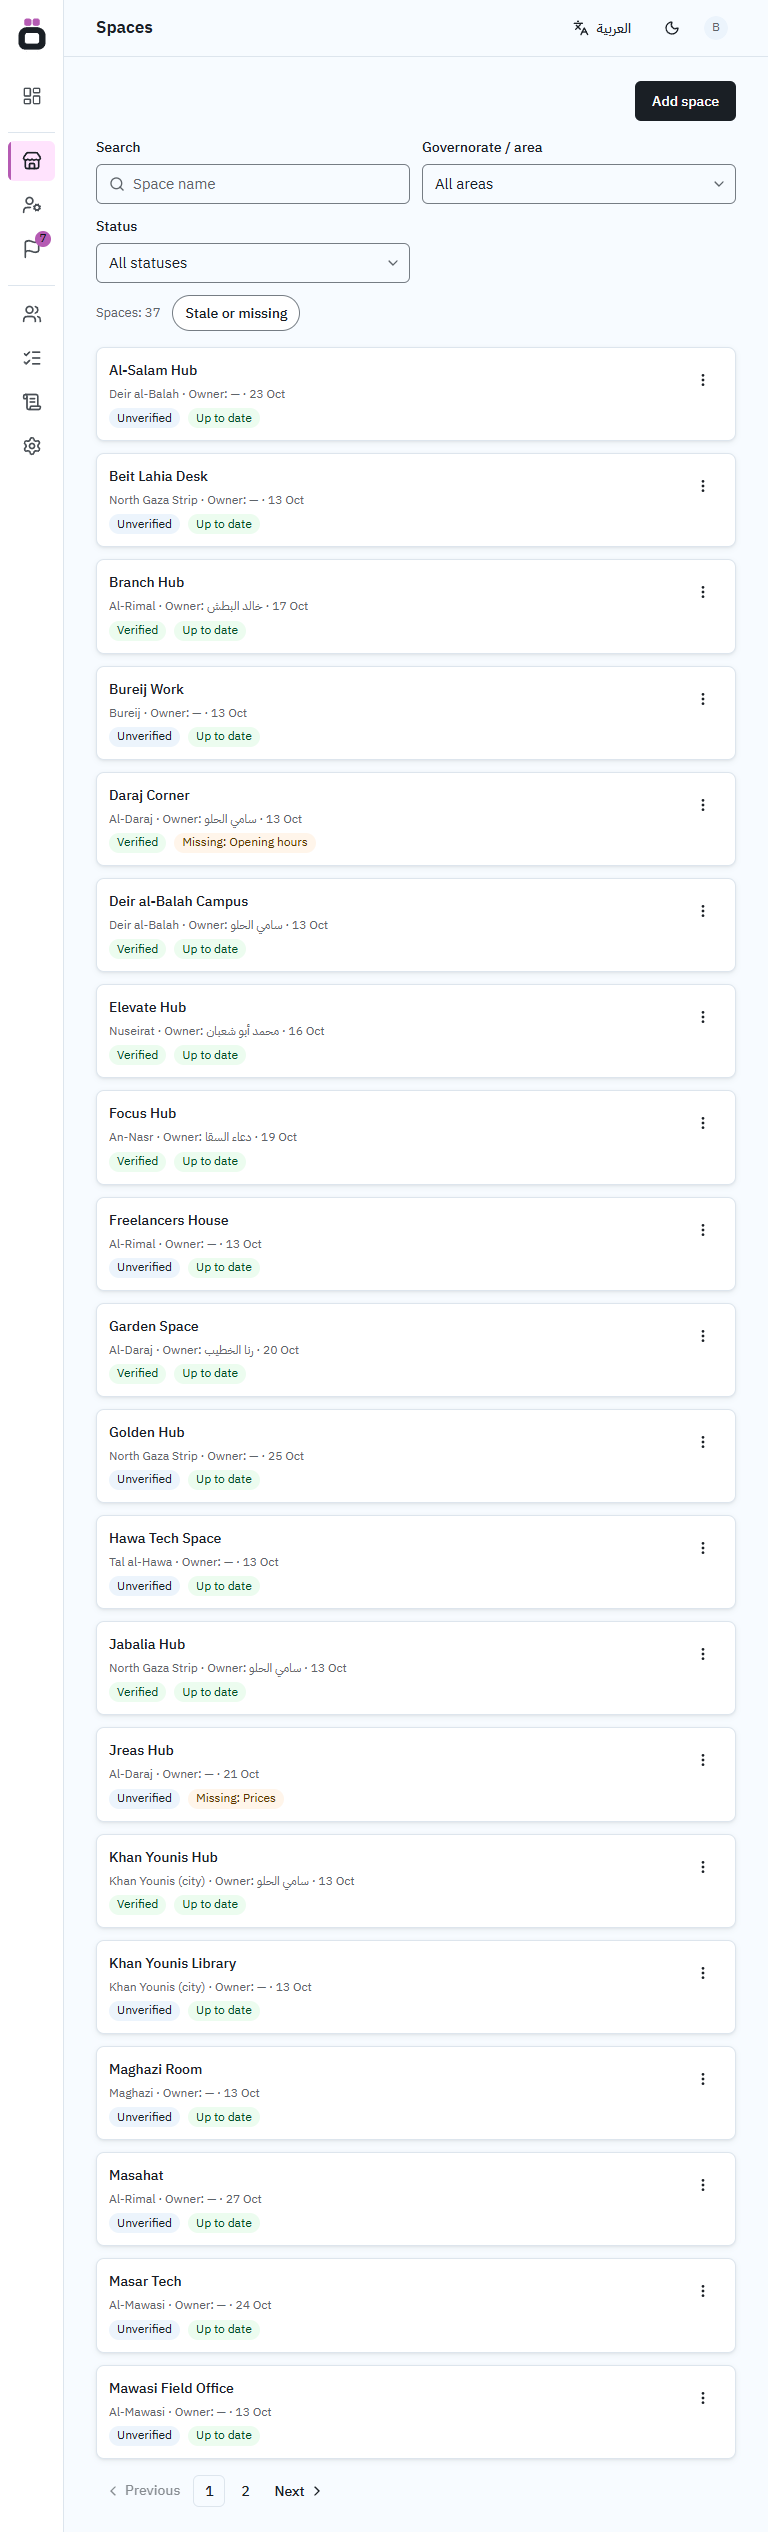 Spaces
العربية
B
Add space
Search
Governorate / area
Space name
All areas
Status
All statuses
7
Spaces: 37
Stale or missing
Al-Salam Hub
Deir al-Balah · Owner: — · 23 Oct
Unverified Up to date
Beit Lahia Desk
North Gaza Strip · Owner: — · 13 Oct
Unverified Up to date
Branch Hub
Al-Rimal · Owner: خالد البطش · 17 Oct
Verified Up to date
Bureij Work
Bureij · Owner: — · 13 Oct
Unverified Up to date
Daraj Corner
Al-Daraj · Owner: سامي الحلو · 13 Oct
Verified Missing: Opening hours
Deir al-Balah Campus
Deir al-Balah · Owner: سامي الحلو · 13 Oct
Verified Up to date
Elevate Hub
Nuseirat · Owner: محمد أبو شعبان · 16 Oct
Verified Up to date
Focus Hub
An-Nasr · Owner: دعاء السقا · 19 Oct
Verified Up to date
Freelancers House
Al-Rimal · Owner: — · 13 Oct
Unverified Up to date
Garden Space
Al-Daraj · Owner: رنا الخطيب · 20 Oct
Verified Up to date
Golden Hub
North Gaza Strip · Owner: — · 25 Oct
Unverified Up to date
Hawa Tech Space
Tal al-Hawa · Owner: — · 13 Oct
Unverified Up to date
Jabalia Hub
North Gaza Strip · Owner: سامي الحلو · 13 Oct
Verified Up to date
Jreas Hub
Al-Daraj · Owner: — · 21 Oct
Unverified Missing: Prices
Khan Younis Hub
Khan Younis (city) · Owner: سامي الحلو · 13 Oct
Verified Up to date
Khan Younis Library
Khan Younis (city) · Owner: — · 13 Oct
Unverified Up to date
Maghazi Room
Maghazi · Owner: — · 13 Oct
Unverified Up to date
Masahat
Al-Rimal · Owner: — · 27 Oct
Unverified Up to date
Masar Tech
Al-Mawasi · Owner: — · 24 Oct
Unverified Up to date
Mawasi Field Office
Al-Mawasi · Owner: — · 13 Oct
Unverified Up to date
Previous 1 2 Next